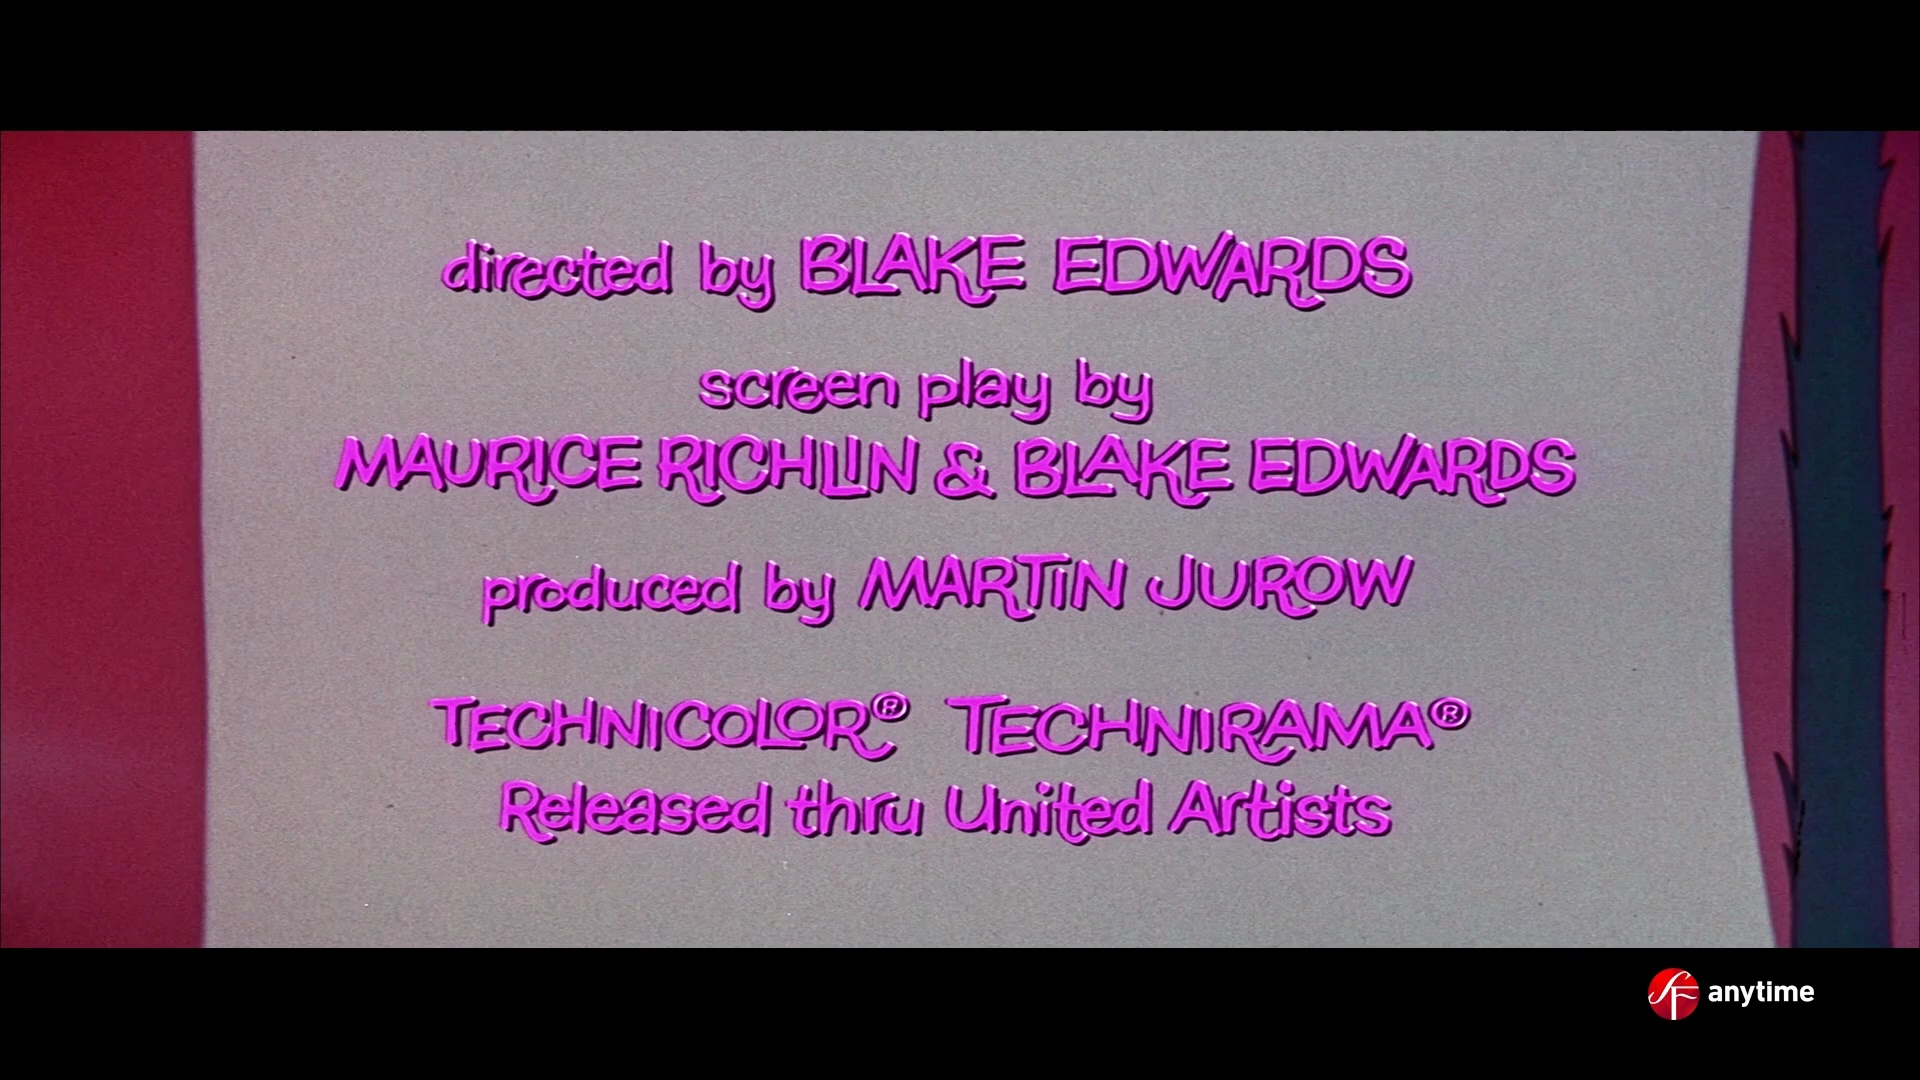 directed by BLAKE EDWARDS
screen play by
MAURICE RICHLIN & BLAKE EDWARDS
produced by MARTIN JUROW
TECHNICOLOR® TECHNIRAMA®
Released thru United Artists
SF anytime